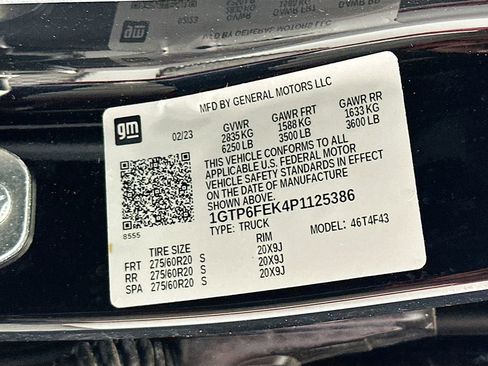 MFD BY GENERAL MOTORS LLC
gm
02/23
GVWR GAWR FRT GAWR RR
2835 KG 1588 KG 1633 KG
6250 LB 3500 LB 3600 LB
THIS VEHICLE CONFORMS TO ALL
APPLICABLE U.S. FEDERAL MOTOR
VEHICLE SAFETY STANDARDS IN EFFECT
ON THE DATE OF MANUFACTURE
SHOWN ABOVE.
1GTP6FEK4P1125386
TYPE: TRUCK MODEL: 46T4F43
8555
TIRE SIZE RIM
FRT 275/60R20 S 20X9J
RR 275/60R20 S 20X9J
SPA 275/60R20 S 20X9J